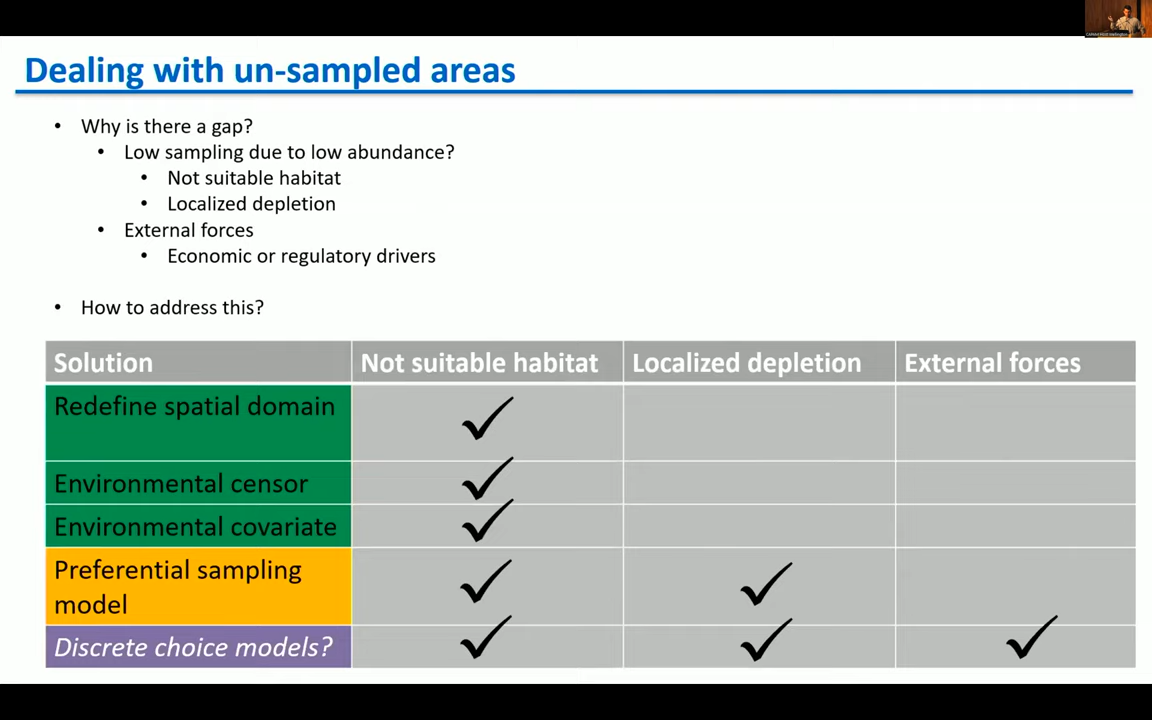 Dealing with un-sampled areas
• Why is there a gap?
• Low sampling due to low abundance?
• Not suitable habitat
• Localized depletion
• External forces
• Economic or regulatory drivers
• How to address this?
Solution Not suitable habitat Localized depletion External forces
Redefine spatial domain ✓
Environmental censor ✓
Environmental covariate ✓
Preferential sampling
model ✓ ✓
Discrete choice models? ✓ ✓ ✓